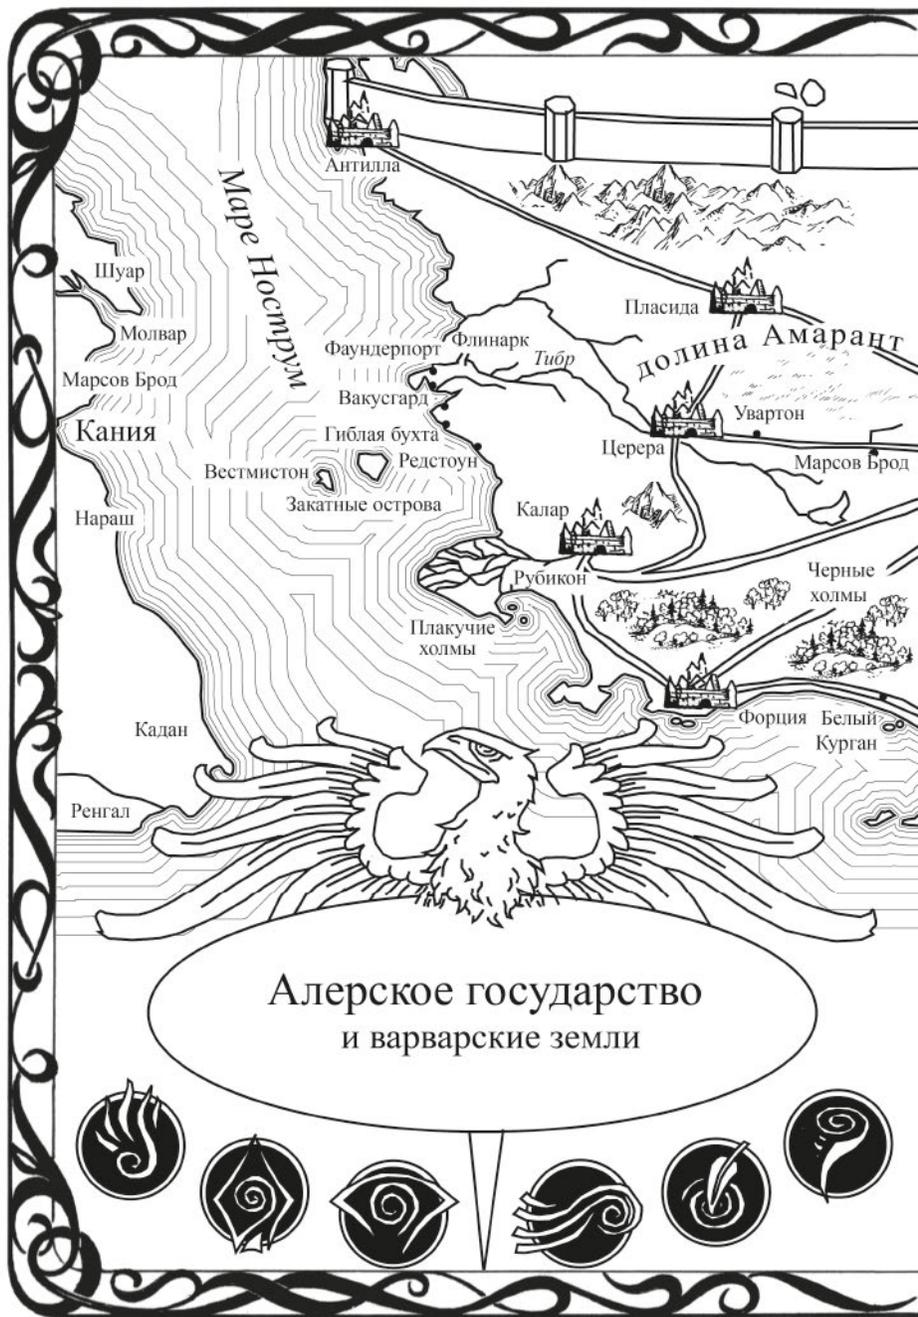 Антилла
Маре Нострум
Шуар
Пласида
Молвар
Фаундерпорт
Флинарк
Тибр
долина Амарант
Марсов Брод
Вакусгард
Увартон
Кания
Гиблая бухта
Церера
Вестмистон
Редстоун
Марсов Брод
Закатные острова
Калар
Нараш
Рубикон
Черные
холмы
Плакучие
холмы
Кадан
Форция
Белый
Курган
Ренгал
Алерское государство
и варварские земли